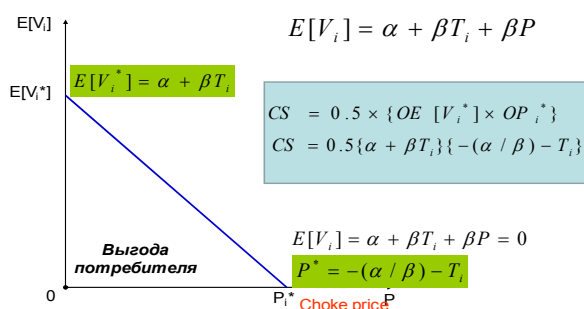 E[Vᵢ]
E[Vᵢ] = α + βTᵢ + βP
E[Vᵢ*] = α + βTᵢ
E[Vᵢ*]
CS = 0.5 × {OE [Vᵢ*] × OPᵢ*}
CS = 0.5{α + βTᵢ}{-(α / β) - Tᵢ}
Выгода
потребителя
E[Vᵢ] = α + βTᵢ + βP = 0
P* = -(α / β) - Tᵢ
0
Pᵢ*
P
Choke price